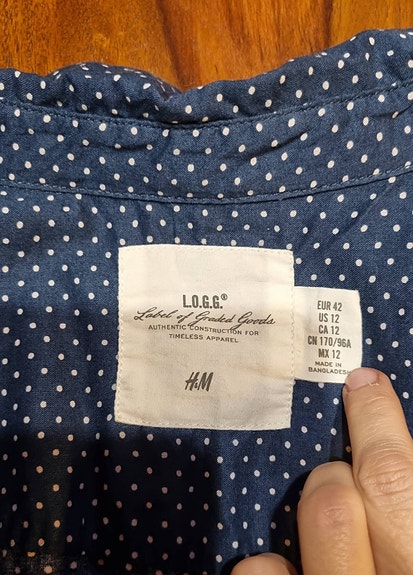 L.O.G.G.®
Label of Graded Goods
AUTHENTIC CONSTRUCTION FOR
TIMELESS APPAREL
H&M
EUR 42
US 12
CA 12
CN 170/96A
MX 12
MADE IN
BANGLADESH